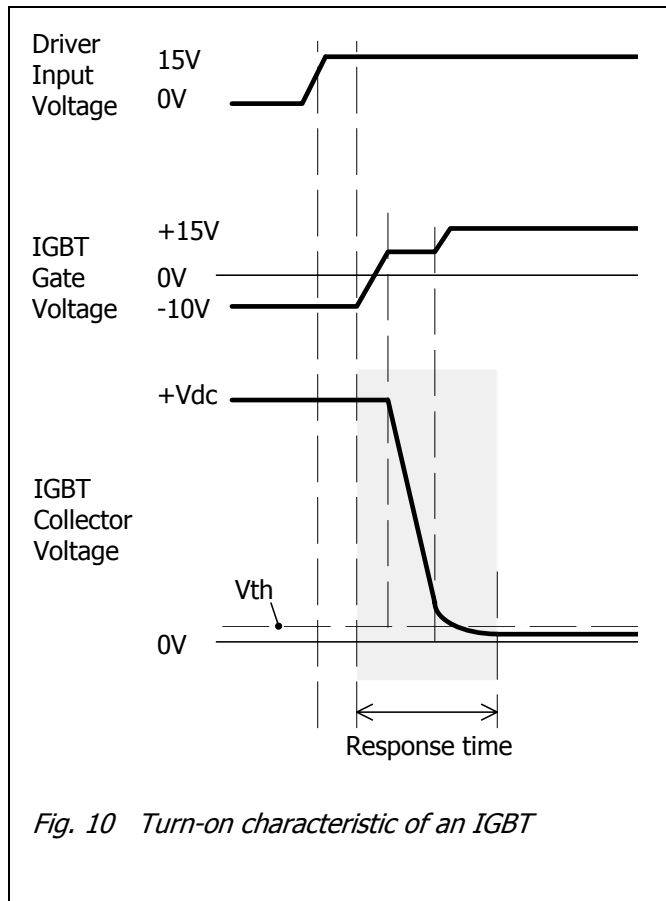 Driver
Input
Voltage
15V
0V
IGBT
Gate
Voltage
+15V
0V
-10V
+Vdc
IGBT
Collector
Voltage
Vth
0V
Response time
Fig. 10 Turn-on characteristic of an IGBT